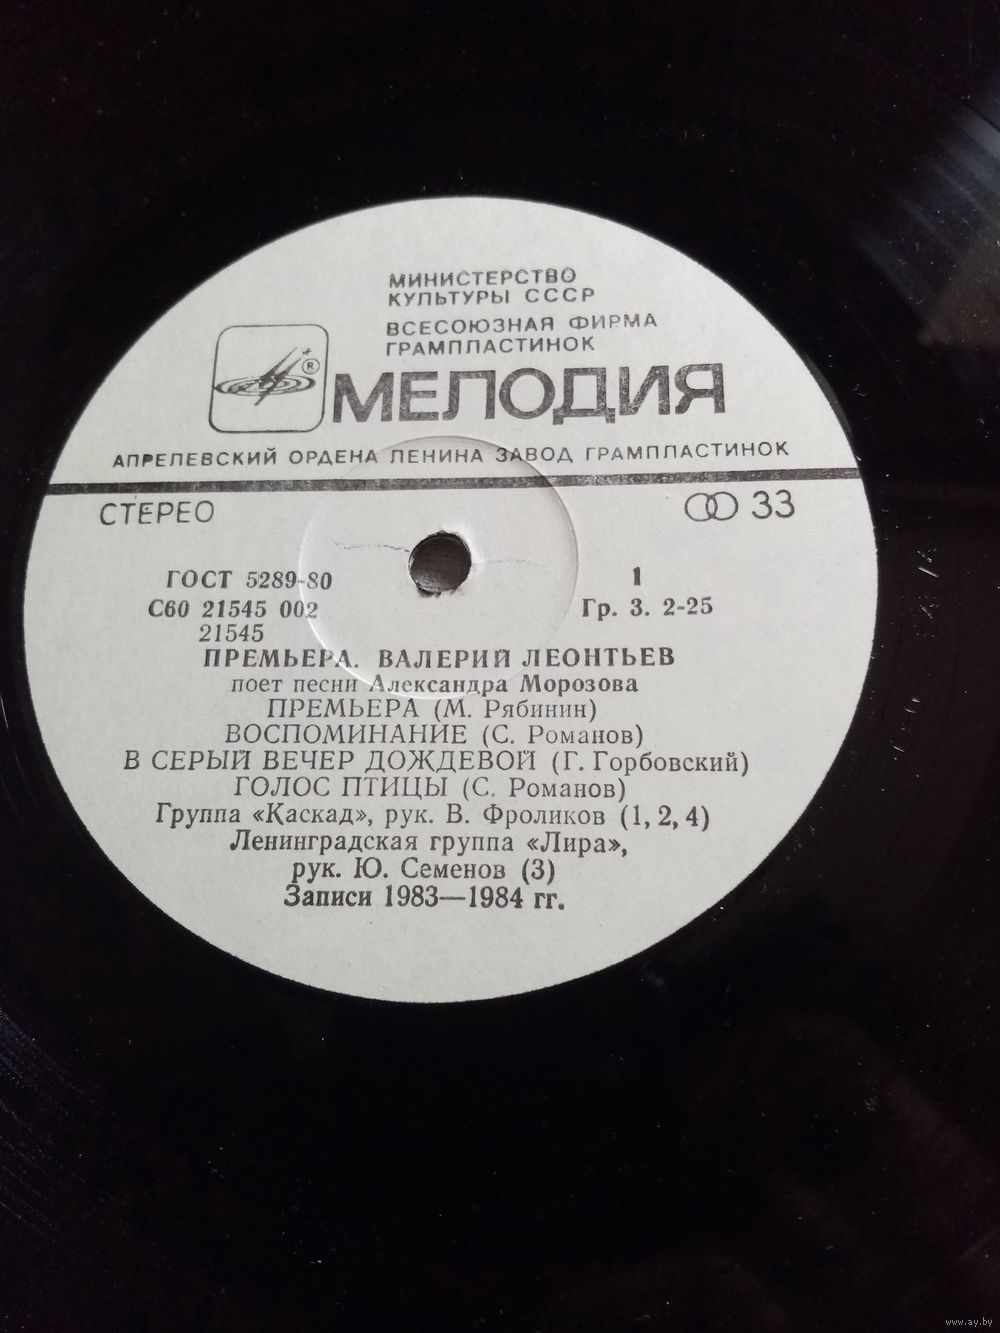 МИНИСТЕРСТВО
КУЛЬТУРЫ СССР
ВСЕСОЮЗНАЯ ФИРМА
ГРАМПЛАСТИНОК
®
МЕЛОДИЯ
АПРЕЛЕВСКИЙ ОРДЕНА ЛЕНИНА ЗАВОД ГРАМПЛАСТИНОК
СТЕРЕО
33
ГОСТ 5289-80
1
С60 21545 002
Гр. 3. 2-25
21545
ПРЕМЬЕРА. ВАЛЕРИЙ ЛЕОНТЬЕВ
поет песни Александра Морозова
ПРЕМЬЕРА (М. Рябинин)
ВОСПОМИНАНИЕ (С. Романов)
В СЕРЫЙ ВЕЧЕР ДОЖДЕВОЙ (Г. Горбовский)
ГОЛОС ПТИЦЫ (С. Романов)
Группа «Каскад», рук. В. Фроликов (1, 2, 4)
Ленинградская группа «Лира»,
рук. Ю. Семенов (3)
Записи 1983—1984 гг.
www.ay.by